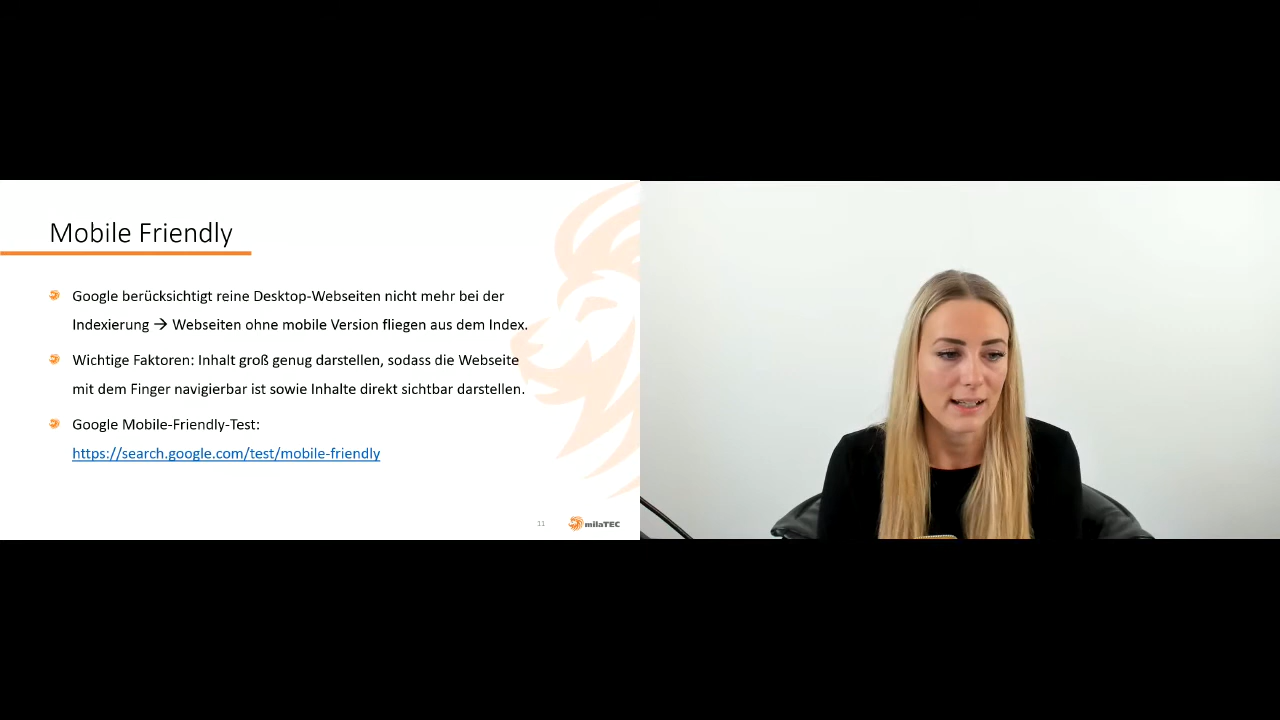 Mobile Friendly
Google berücksichtigt reine Desktop-Webseiten nicht mehr bei der
Indexierung → Webseiten ohne mobile Version fliegen aus dem Index.
Wichtige Faktoren: Inhalt groß genug darstellen, sodass die Webseite
mit dem Finger navigierbar ist sowie Inhalte direkt sichtbar darstellen.
Google Mobile-Friendly-Test:
https://search.google.com/test/mobile-friendly
11
milaTEC